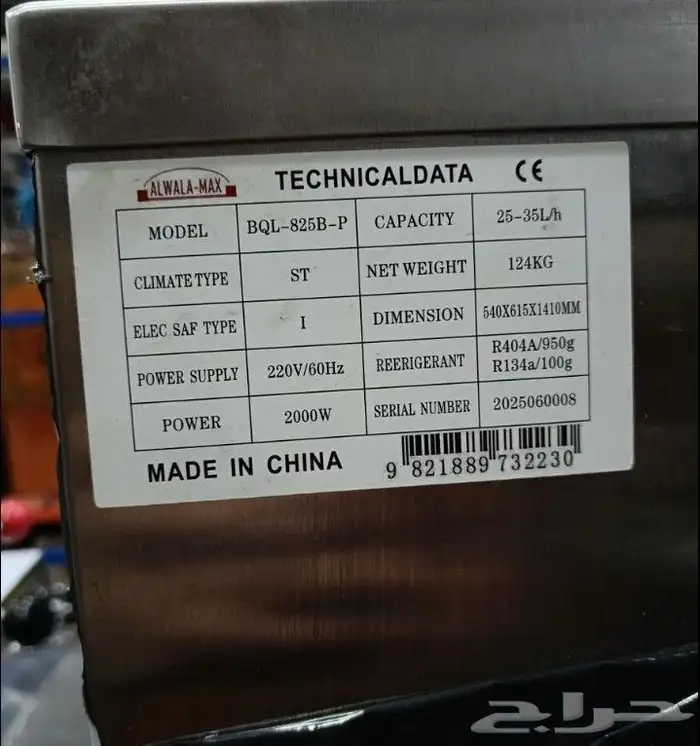 ALWALA-MAX TECHNICALDATA CE
MODEL BQL-825B-P CAPACITY 25-35L/h
CLIMATE TYPE ST NET WEIGHT 124KG
ELEC SAF TYPE I DIMENSION 540X615X1410MM
POWER SUPPLY 220V/60Hz REERIGERANT R404A/950g
R134a/100g
POWER 2000W SERIAL NUMBER 2025060008
MADE IN CHINA 9 821889 732230
حراج